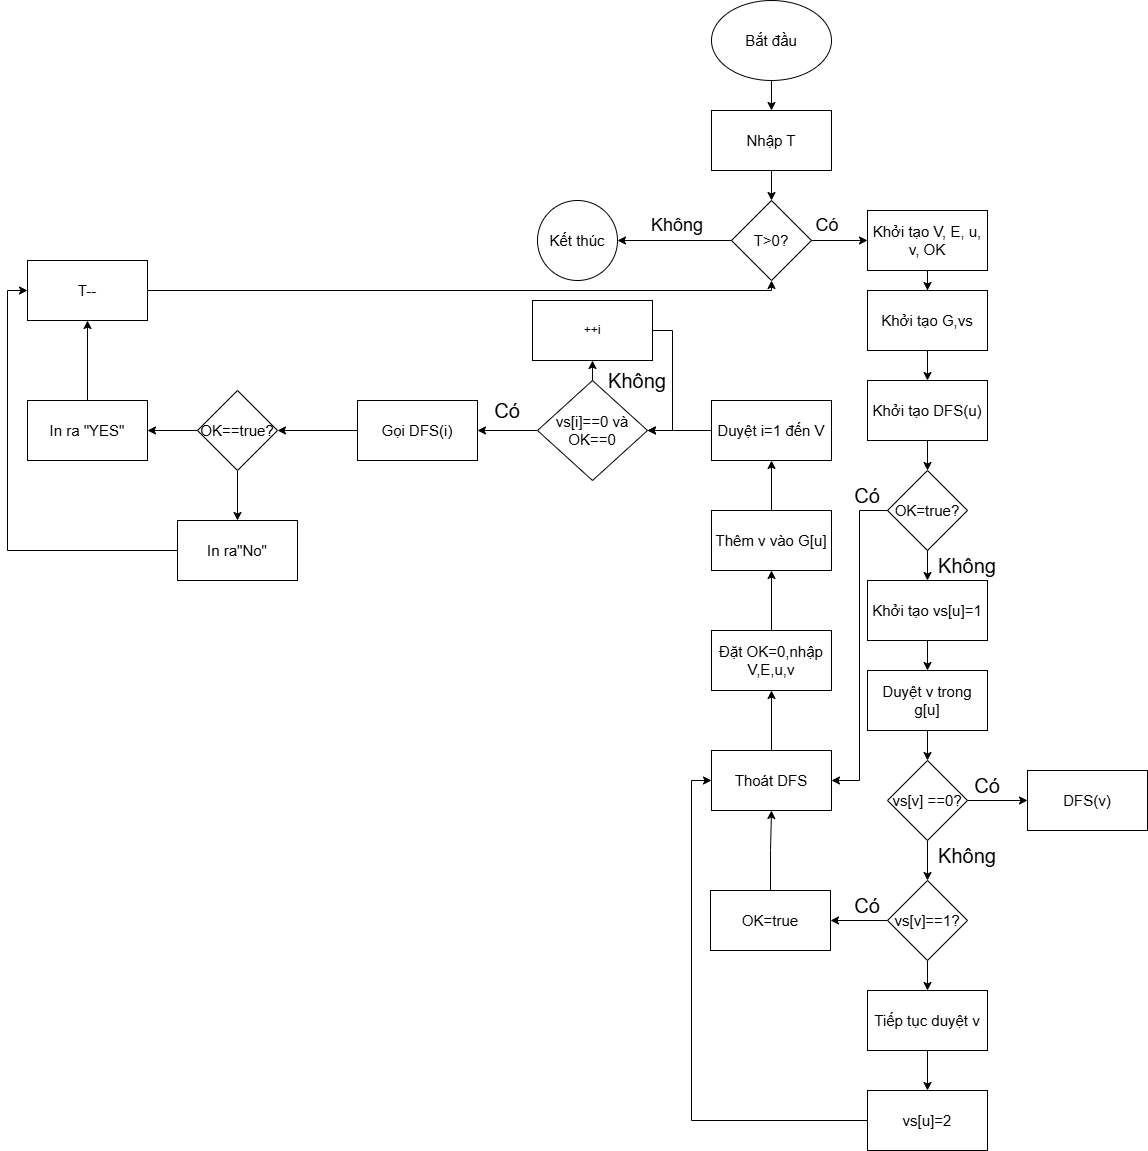 Bắt đầu
Nhập T
T>0?
Không
Có
Kết thúc
Khởi tạo V, E, u,
v, OK
Khởi tạo G,vs
Khởi tạo DFS(u)
OK=true?
Có
Không
Khởi tạo vs[u]=1
Duyệt v trong
g[u]
vs[v] ==0?
Có
DFS(v)
Không
vs[v]==1?
Có
OK=true
Tiếp tục duyệt v
vs[u]=2
Thoát DFS
Đặt OK=0,nhập
V,E,u,v
Thêm v vào G[u]
Duyệt i=1 đến V
vs[i]==0 và
OK==0
Không
++i
Có
Gọi DFS(i)
OK==true?
In ra "YES"
In ra"No"
T--